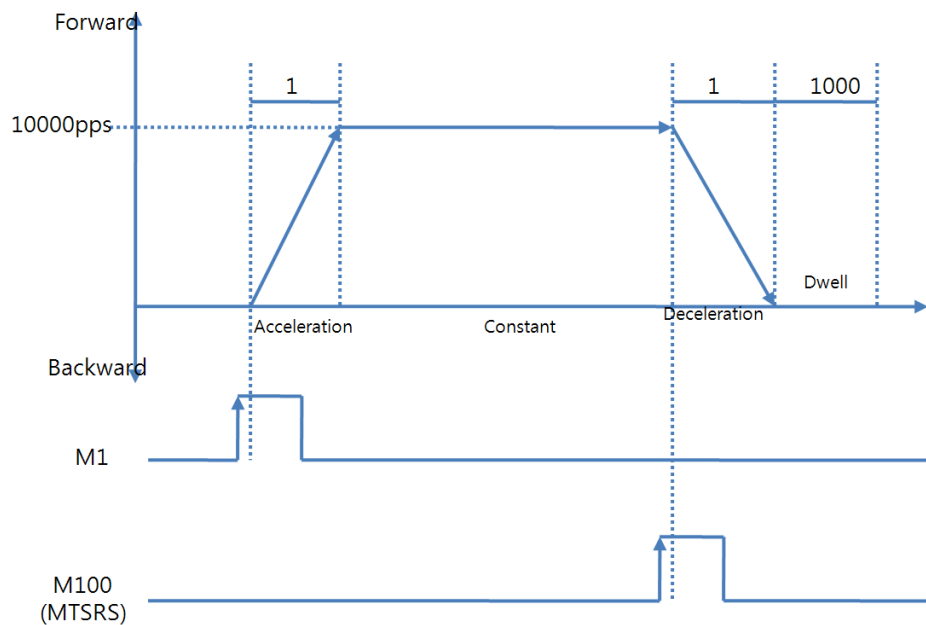 Forward
1
1
1000
10000pps
Dwell
Deceleration
Acceleration
Constant
Backward
M1
M100
(MTSRS)